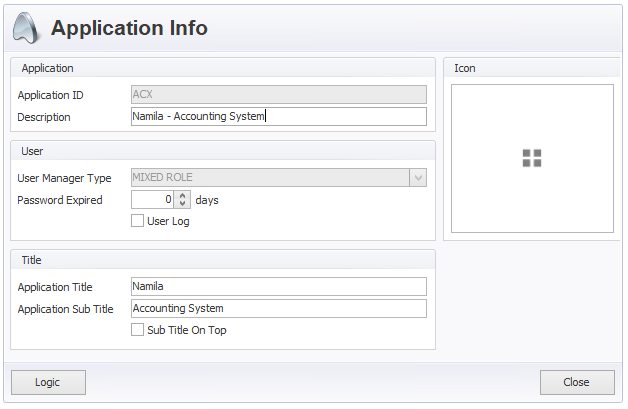 Application Info
Application
Icon
Application ID ACX
Description Namila - Accounting System
User
User Manager Type MIXED ROLE
Password Expired 0 days
User Log
Title
Application Title Namila
Application Sub Title Accounting System
Sub Title On Top
Logic Close